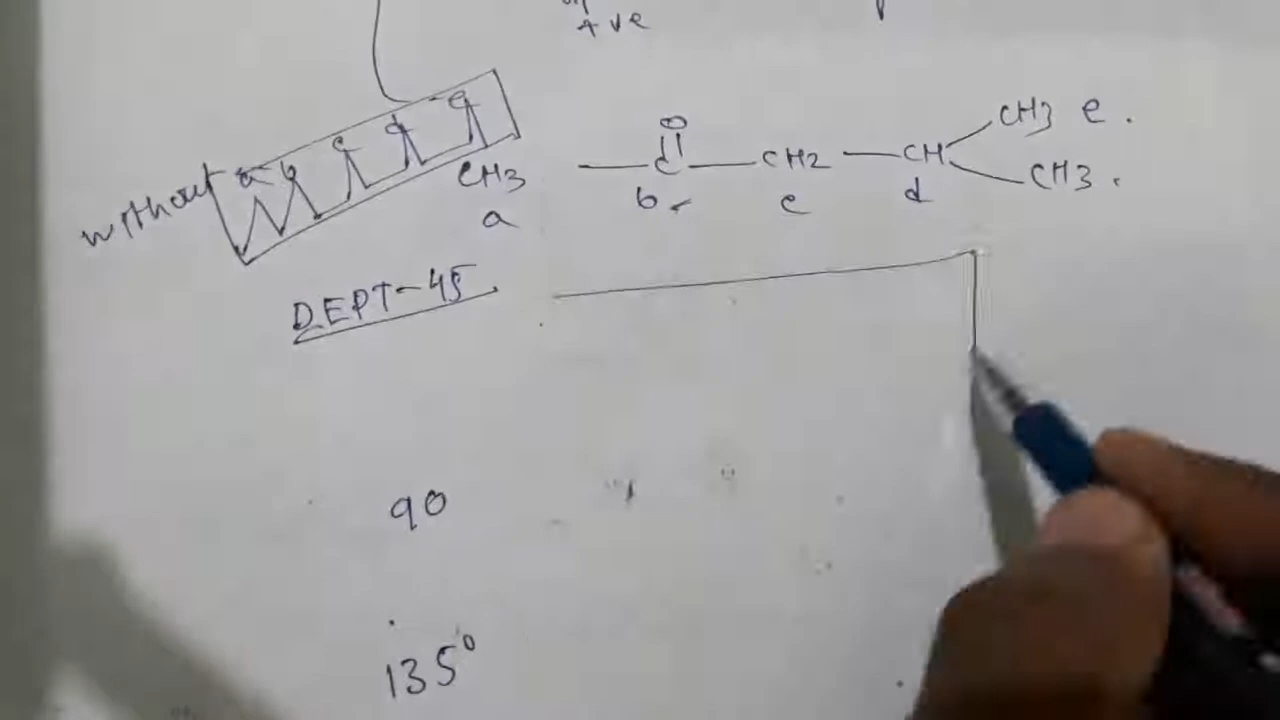 +ve
without
a b c d e
CH3 — C — CH2 — CH
O
CH3 e.
CH3.
a b c d
DEPT-45
90
135°